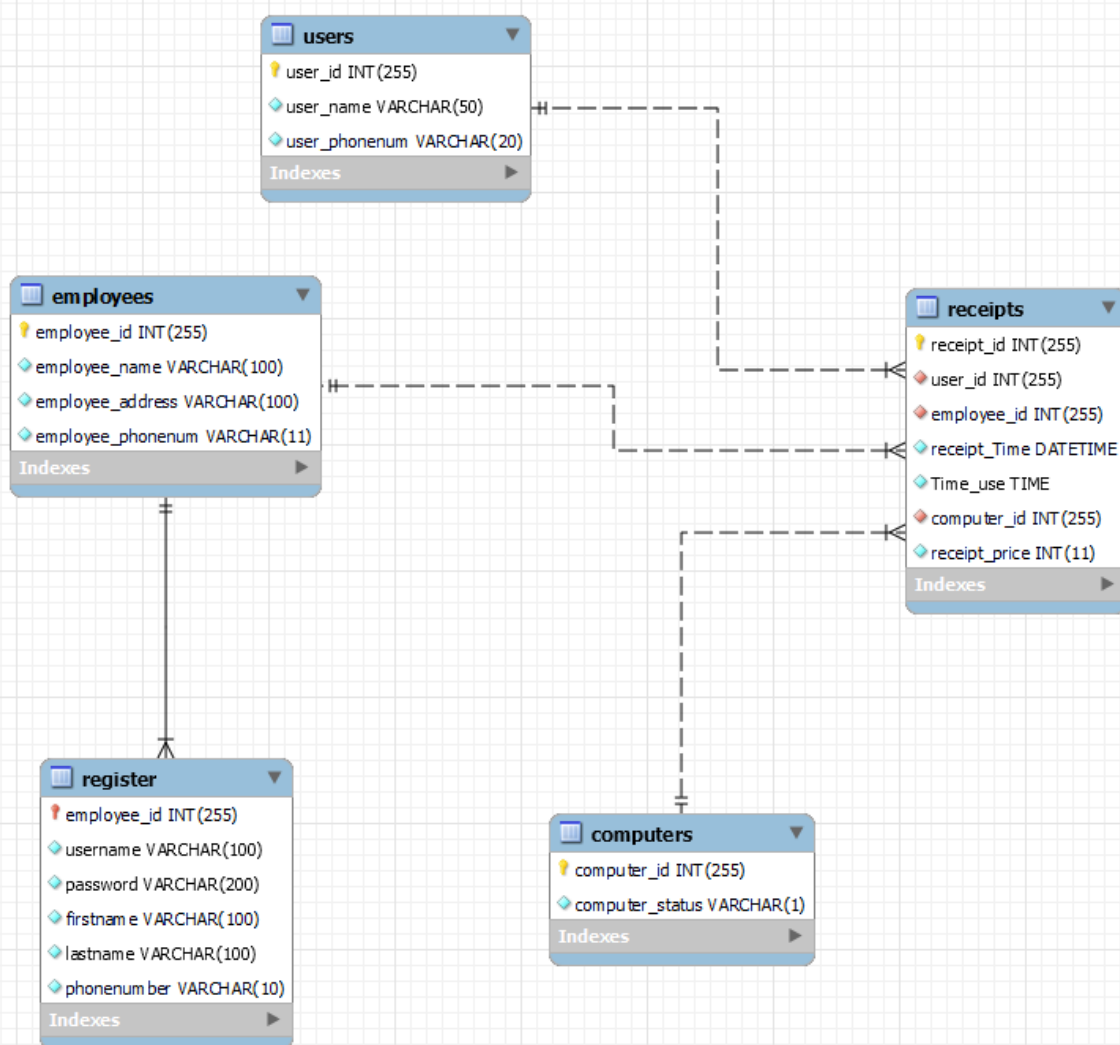 users
user_id INT(255)
user_name VARCHAR(50)
user_phonenum VARCHAR(20)
Indexes
employees
employee_id INT(255)
employee_name VARCHAR(100)
employee_address VARCHAR(100)
employee_phonenum VARCHAR(11)
Indexes
receipts
receipt_id INT(255)
user_id INT(255)
employee_id INT(255)
receipt_Time DATETIME
Time_use TIME
computer_id INT(255)
receipt_price INT(11)
Indexes
register
employee_id INT(255)
username VARCHAR(100)
password VARCHAR(200)
firstname VARCHAR(100)
lastname VARCHAR(100)
phonenumber VARCHAR(10)
Indexes
computers
computer_id INT(255)
computer_status VARCHAR(1)
Indexes